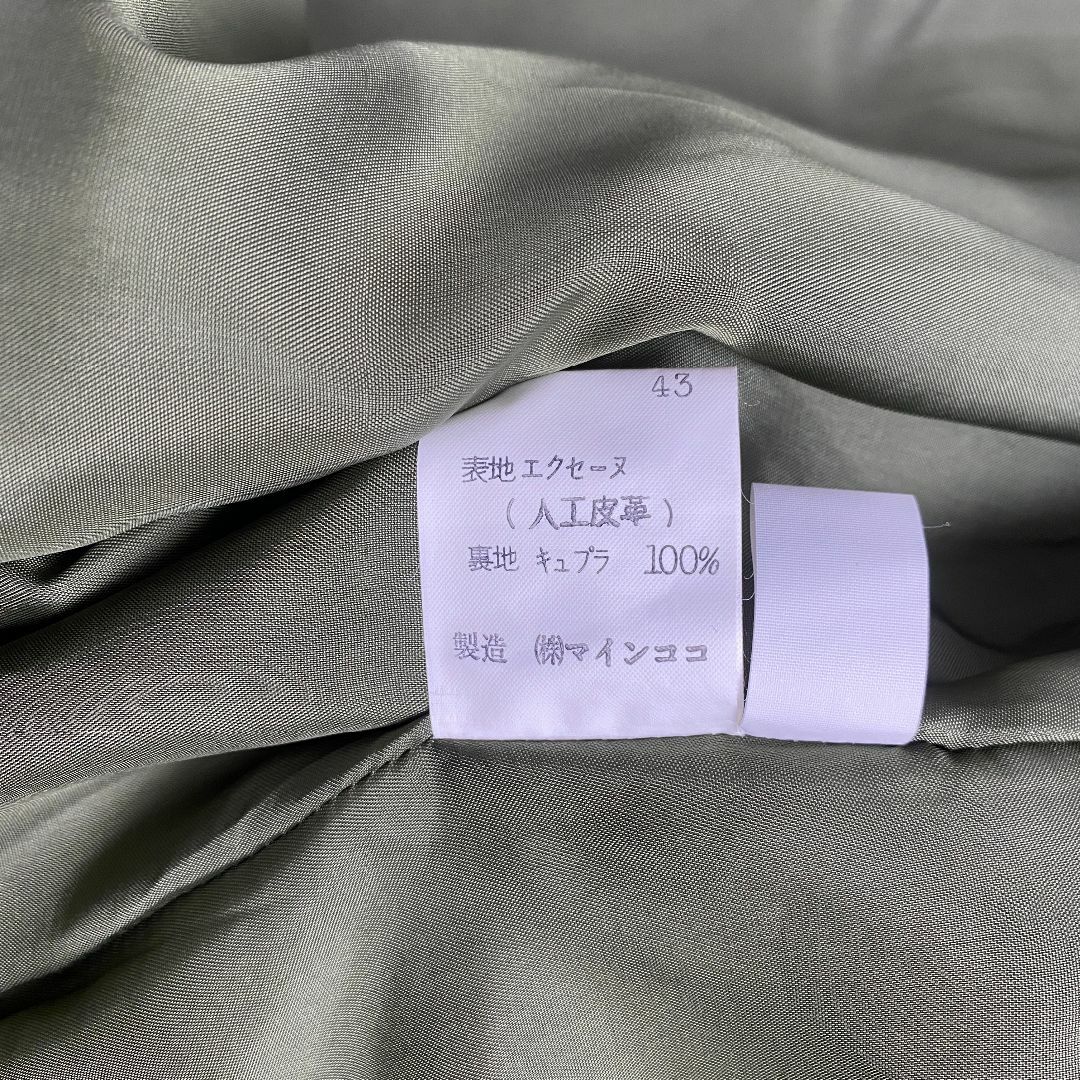 43
表地 エクセーヌ
(人工皮革)
裏地 キュプラ 100%
製造 ㈱マインココ